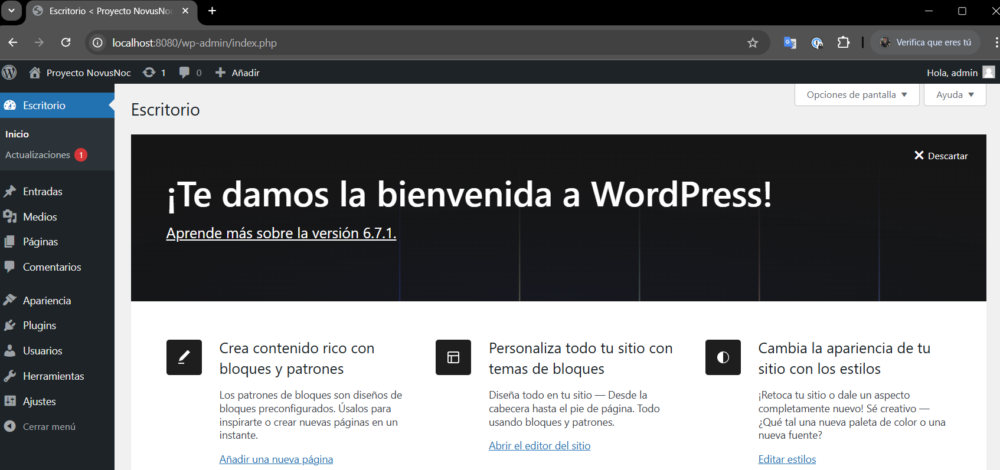 Escritorio < Proyecto NovusNoc
localhost:8080/wp-admin/index.php
Verifica que eres tú
Proyecto NovusNoc 1 0 Añadir
Hola, admin
Opciones de pantalla
Ayuda
Escritorio
Inicio
Actualizaciones 1
Entradas
Medios
Páginas
Comentarios
Apariencia
Plugins
Usuarios
Herramientas
Ajustes
Cerrar menú
Escritorio
Descartar
¡Te damos la bienvenida a WordPress!
Aprende más sobre la versión 6.7.1.
Crea contenido rico con
bloques y patrones
Los patrones de bloques son diseños de
bloques preconfigurados. Úsalos para
inspirarte o crear nuevas páginas en un
instante.
Añadir una nueva página
Personaliza todo tu sitio con
temas de bloques
Diseña todo en tu sitio — Desde la
cabecera hasta el pie de página. Todo
usando bloques y patrones.
Abrir el editor del sitio
Cambia la apariencia de tu
sitio con los estilos
¡Retoca tu sitio o dale un aspecto
completamente nuevo! Sé creativo —
¿Qué tal una nueva paleta de color o una
nueva fuente?
Editar estilos